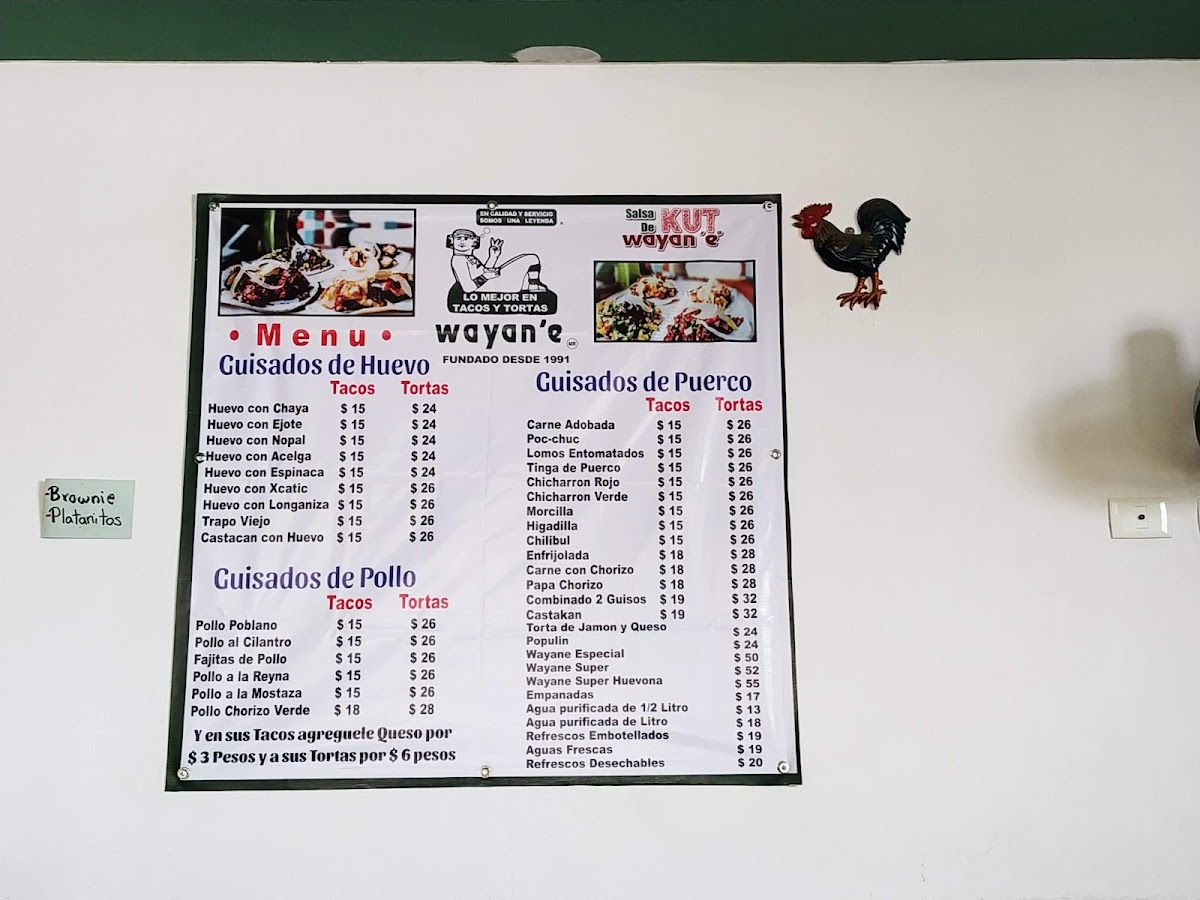 EN CALIDAD Y SERVICIO
SOMOS UNA LEYENDA
LO MEJOR EN
TACOS Y TORTAS
wayan'e MR
FUNDADO DESDE 1991
Salsa
De KUT
wayan'e'
• Menu •
Guisados de Huevo
Tacos Tortas
Huevo con Chaya $ 15 $ 24
Huevo con Ejote $ 15 $ 24
Huevo con Nopal $ 15 $ 24
Huevo con Acelga $ 15 $ 24
Huevo con Espinaca $ 15 $ 24
Huevo con Xcatic $ 15 $ 26
Huevo con Longaniza $ 15 $ 26
Trapo Viejo $ 15 $ 26
Castacan con Huevo $ 15 $ 26
Guisados de Pollo
Tacos Tortas
Pollo Poblano $ 15 $ 26
Pollo al Cilantro $ 15 $ 26
Fajitas de Pollo $ 15 $ 26
Pollo a la Reyna $ 15 $ 26
Pollo a la Mostaza $ 15 $ 26
Pollo Chorizo Verde $ 18 $ 28
Y en sus Tacos agreguele Queso por
$ 3 Pesos y a sus Tortas por $ 6 pesos
Guisados de Puerco
Tacos Tortas
Carne Adobada $ 15 $ 26
Poc-chuc $ 15 $ 26
Lomos Entomatados $ 15 $ 26
Tinga de Puerco $ 15 $ 26
Chicharron Rojo $ 15 $ 26
Chicharron Verde $ 15 $ 26
Morcilla $ 15 $ 26
Higadilla $ 15 $ 26
Chilibul $ 15 $ 26
Enfrijolada $ 18 $ 28
Carne con Chorizo $ 18 $ 28
Papa Chorizo $ 18 $ 28
Combinado 2 Guisos $ 19 $ 32
Castakan $ 19 $ 32
Torta de Jamon y Queso $ 24
Populin $ 24
Wayane Especial $ 50
Wayane Super $ 52
Wayane Super Huevona $ 55
Empanadas $ 17
Agua purificada de 1/2 Litro $ 13
Agua purificada de Litro $ 18
Refrescos Embotellados $ 19
Aguas Frescas $ 19
Refrescos Desechables $ 20
-Brownie
-Platanitos